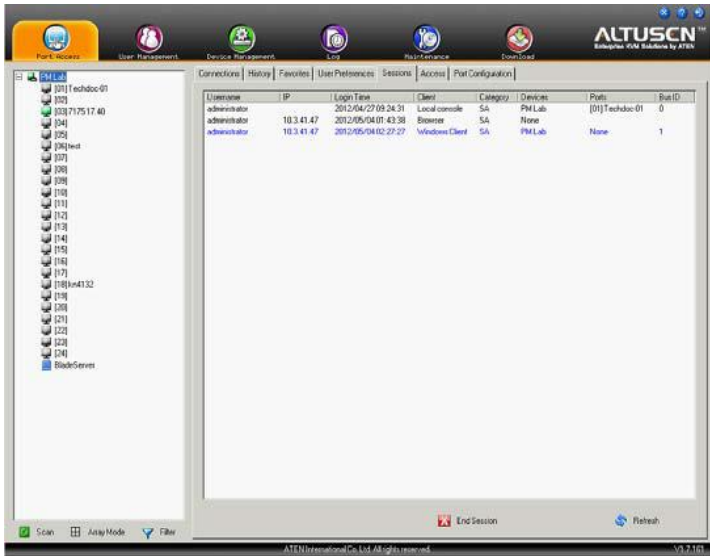 ALTUSCN™
Enterprise KVM Solutions by ATEN
Port Access User Management Device Management Log Maintenance Download
PM Lab
[01]Techdoc-01
[02]
[03]717517.40
[04]
[05]
[06]test
[07]
[08]
[09]
[10]
[11]
[12]
[13]
[14]
[15]
[16]
[17]
[18]kn4132
[19]
[20]
[21]
[22]
[23]
[24]
BladeServer
Scan Array Mode Filter
Connections History Favorites User Preferences Sessions Access Port Configuration
Username IP Login Time Client Category Devices Ports Bus ID
administrator 2012/04/27 09:24:31 Local console SA PM Lab [01]Techdoc-01 0
administrator 10.3.41.47 2012/05/04 01:43:38 Browser SA None
administrator 10.3.41.47 2012/05/04 02:27:27 Windows Client SA PM Lab None 1
End Session Refresh
ATEN International Co. Ltd. All rights reserved.
V1.7.161